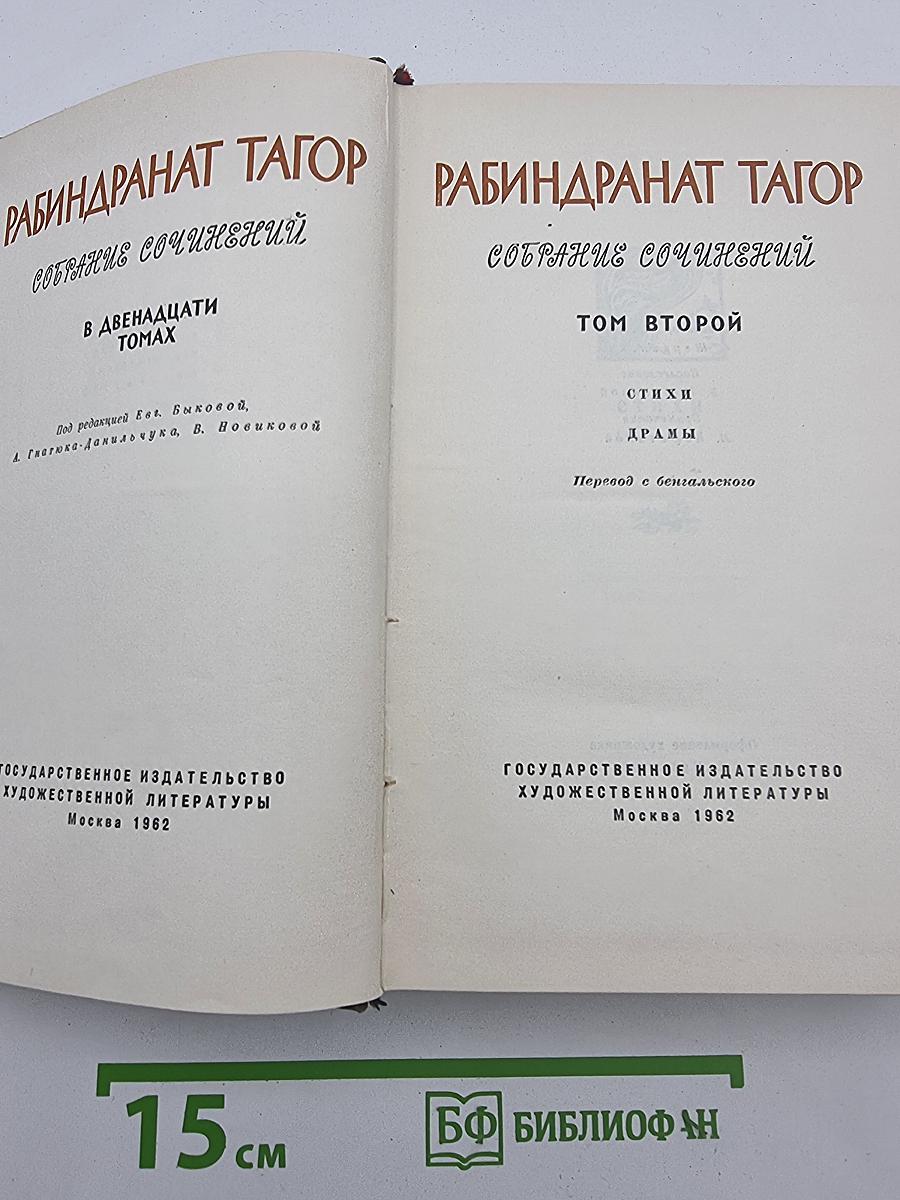 РАБИНДРАНАТ ТАГОР
СОБРАНИЕ СОЧИНЕНИЙ
В ДВЕНАДЦАТИ
ТОМАХ
Под редакцией Евг. Быковой,
А. Гнатюка-Данильчука, В. Новиковой
ГОСУДАРСТВЕННОЕ ИЗДАТЕЛЬСТВО
ХУДОЖЕСТВЕННОЙ ЛИТЕРАТУРЫ
Москва 1962
РАБИНДРАНАТ ТАГОР
СОБРАНИЕ СОЧИНЕНИЙ
ТОМ ВТОРОЙ
СТИХИ
ДРАМЫ
Перевод с бенгальского
ГОСУДАРСТВЕННОЕ ИЗДАТЕЛЬСТВО
ХУДОЖЕСТВЕННОЙ ЛИТЕРАТУРЫ
Москва 1962
15 см
БФ БИБЛИОФАН